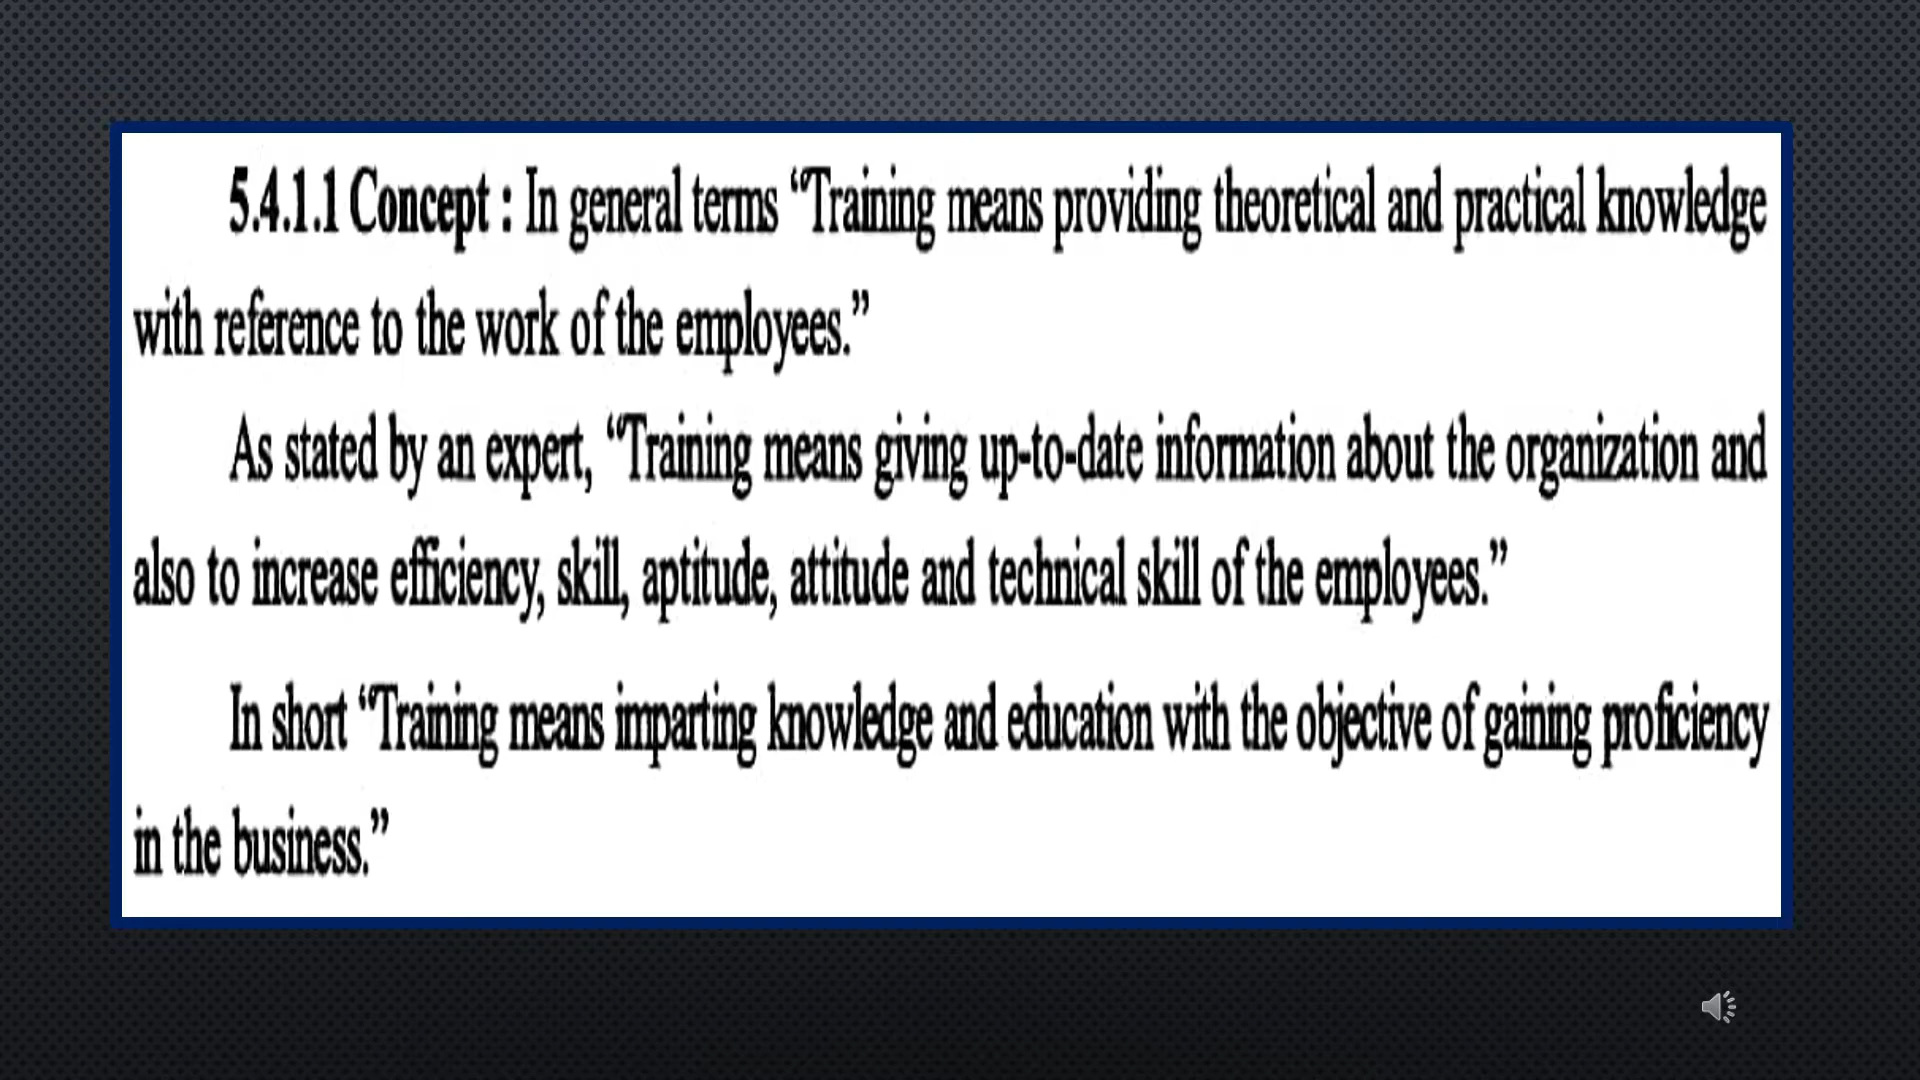 5.4.1.1 Concept : In general terms “Training means providing theoretical and practical knowledge
with reference to the work of the employees.”
As stated by an expert, “Training means giving up-to-date information about the organization and
also to increase efficiency, skill, aptitude, attitude and technical skill of the employees.”
In short “Training means imparting knowledge and education with the objective of gaining proficiency
in the business.”